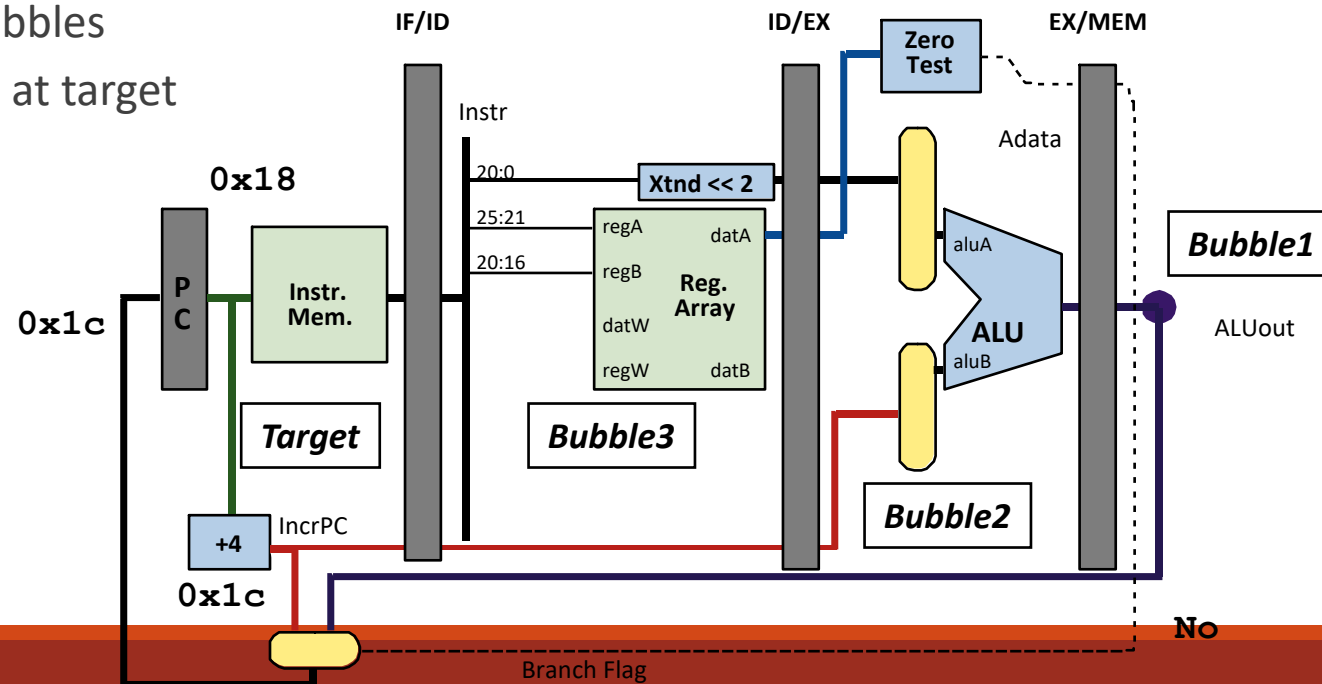 bbles
at target
IF/ID
ID/EX
EX/MEM
Zero
Test
Instr
Adata
0x18
20:0
Xtnd << 2
25:21
20:16
regA
datA
regB
Reg.
Array
datW
regW
datB
P
C
Instr.
Mem.
0x1c
aluA
ALU
aluB
Bubble1
ALUout
Target
Bubble3
Bubble2
+4
IncrPC
0x1c
No
Branch Flag